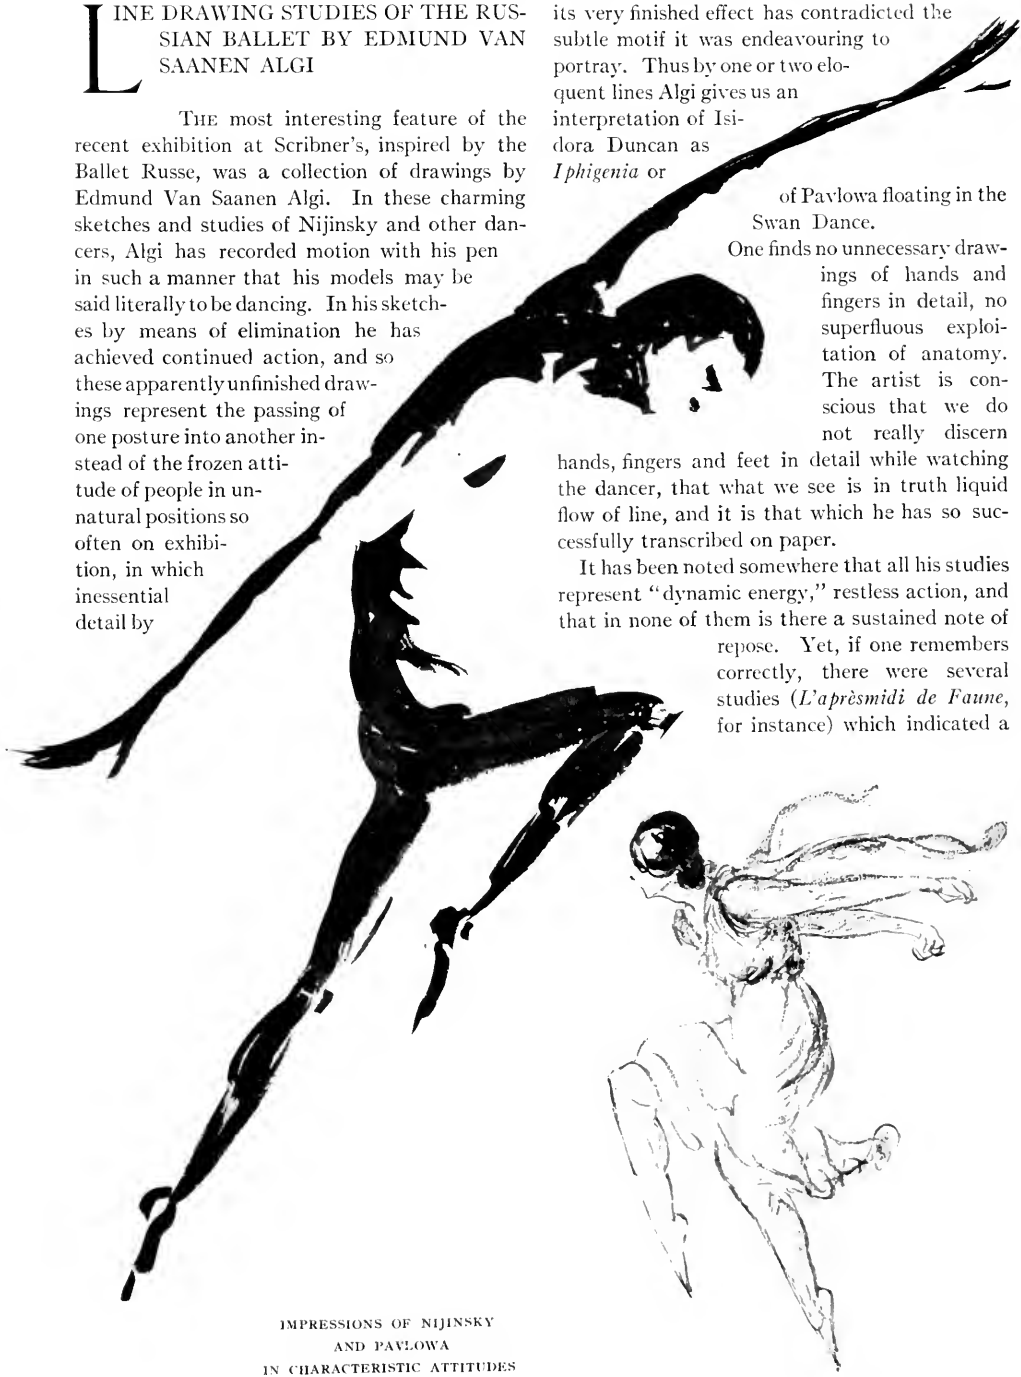 LINE DRAWING STUDIES OF THE RUS-
SIAN BALLET BY EDMUND VAN
SAANEN ALGI
THE most interesting feature of the
recent exhibition at Scribner's, inspired by the
Ballet Russe, was a collection of drawings by
Edmund Van Saanen Algi. In these charming
sketches and studies of Nijinsky and other dan-
cers, Algi has recorded motion with his pen
in such a manner that his models may be
said literally to be dancing. In his sketch-
es by means of elimination he has
achieved continued action, and so
these apparently unfinished draw-
ings represent the passing of
one posture into another in-
stead of the frozen atti-
tude of people in un-
natural positions so
often on exhibi-
tion, in which
inessential
detail by
its very finished effect has contradicted the
subtle motif it was endeavouring to
portray. Thus by one or two elo-
quent lines Algi gives us an
interpretation of Isi-
dora Duncan as
Iphigenia or
of Pavlowa floating in the
Swan Dance.
One finds no unnecessary draw-
ings of hands and
fingers in detail, no
superfluous exploi-
tation of anatomy.
The artist is con-
scious that we do
not really discern
hands, fingers and feet in detail while watching
the dancer, that what we see is in truth liquid
flow of line, and it is that which he has so suc-
cessfully transcribed on paper.
It has been noted somewhere that all his studies
represent "dynamic energy," restless action, and
that in none of them is there a sustained note of
repose. Yet, if one remembers
correctly, there were several
studies (L'aprèsmidi de Faune,
for instance) which indicated a
IMPRESSIONS OF NIJINSKY
AND PAVLOWA
IN CHARACTERISTIC ATTITUDES